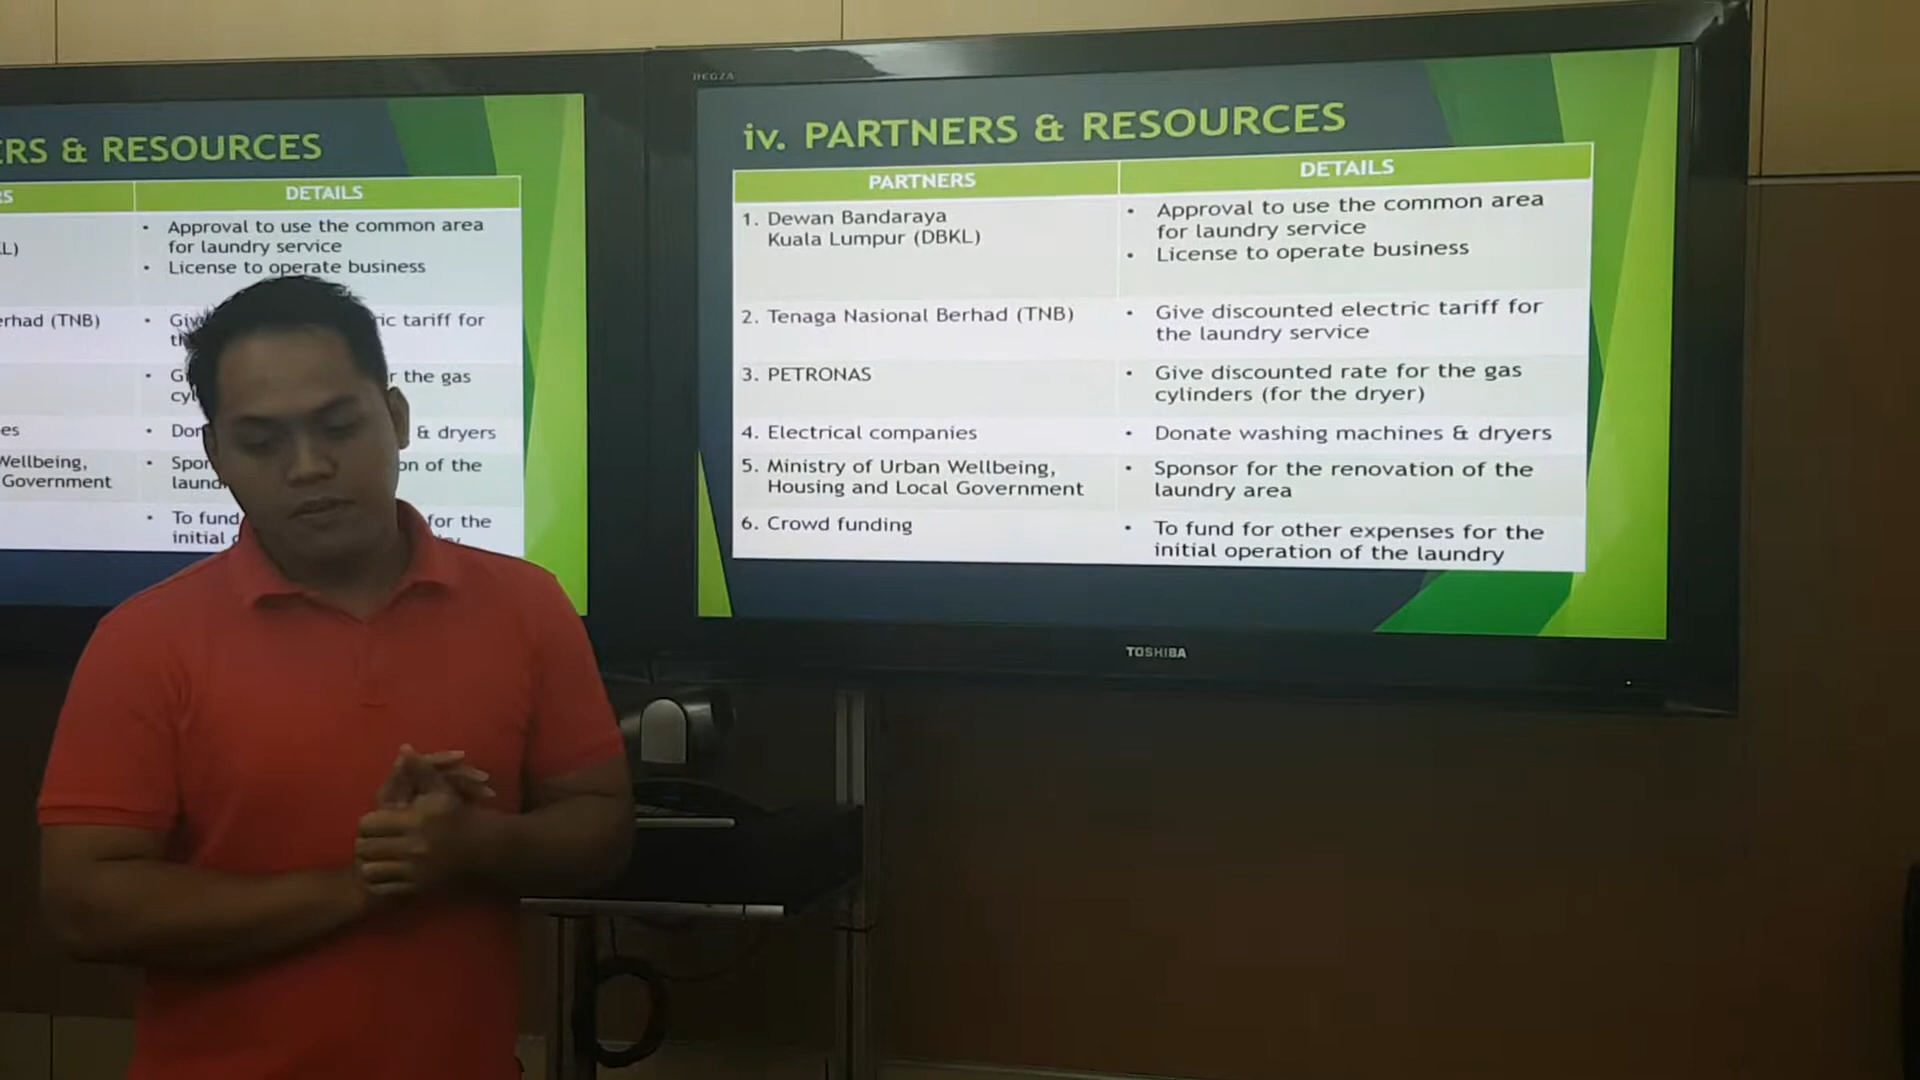 ERS & RESOURCES
DETAILS
• Approval to use the common area
for laundry service
• License to operate business
erhad (TNB)
ric tariff for
r the gas
& dryers
Wellbeing,
Government
on of the
• To fund
for the
initial
REGZA
iv. PARTNERS & RESOURCES
PARTNERS
DETAILS
1. Dewan Bandaraya
Kuala Lumpur (DBKL)
• Approval to use the common area
for laundry service
• License to operate business
2. Tenaga Nasional Berhad (TNB)
• Give discounted electric tariff for
the laundry service
3. PETRONAS
• Give discounted rate for the gas
cylinders (for the dryer)
4. Electrical companies
• Donate washing machines & dryers
5. Ministry of Urban Wellbeing,
Housing and Local Government
• Sponsor for the renovation of the
laundry area
6. Crowd funding
• To fund for other expenses for the
initial operation of the laundry
TOSHIBA